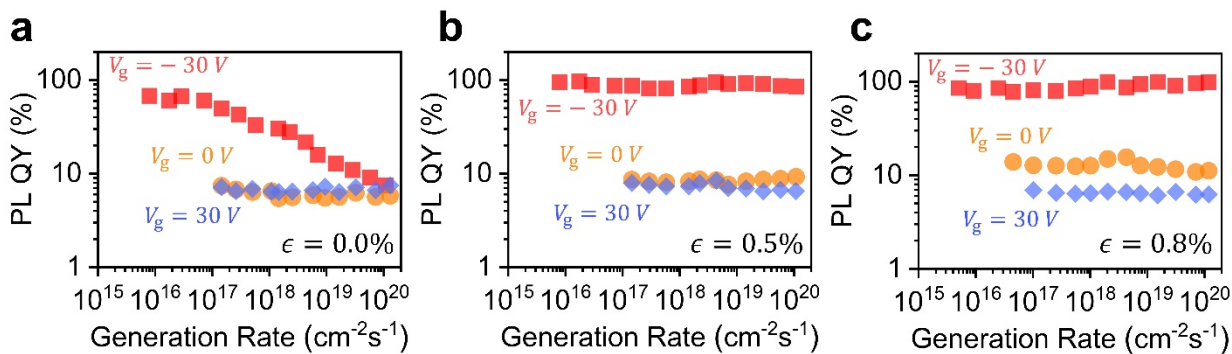 a
PL QY (%)
100
10
1
V_g = − 30 V
V_g = 0 V
V_g = 30 V
ϵ = 0.0%
10^15 10^16 10^17 10^18 10^19 10^20
Generation Rate (cm^-2s^-1)
b
PL QY (%)
100
10
1
V_g = − 30 V
V_g = 0 V
V_g = 30 V
ϵ = 0.5%
10^15 10^16 10^17 10^18 10^19 10^20
Generation Rate (cm^-2s^-1)
c
PL QY (%)
100
10
1
V_g = − 30 V
V_g = 0 V
V_g = 30 V
ϵ = 0.8%
10^15 10^16 10^17 10^18 10^19 10^20
Generation Rate (cm^-2s^-1)